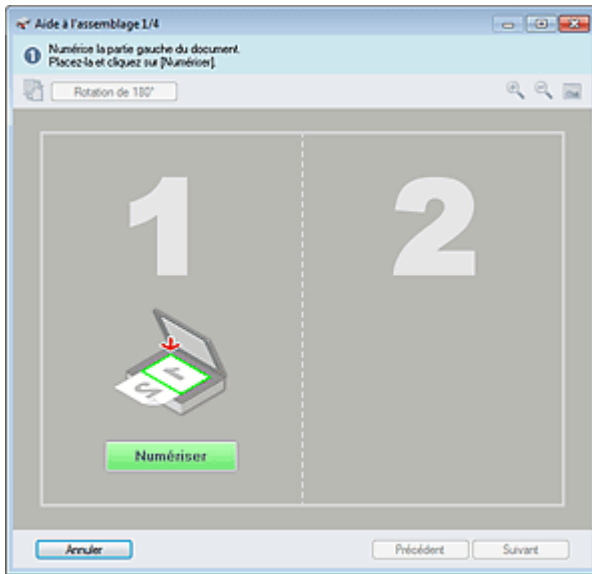 Aide à l'assemblage 1/4
Numérise la partie gauche du document.
Placez-la et cliquez sur [Numériser].
Rotation de 180°
1 2
Numériser
Annuler Précédent Suivant